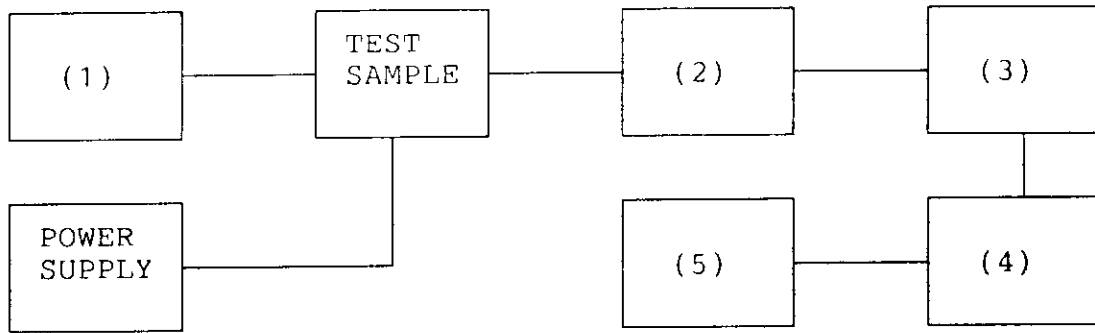 (1)
TEST
SAMPLE
(2)
(3)
POWER
SUPPLY
(5)
(4)